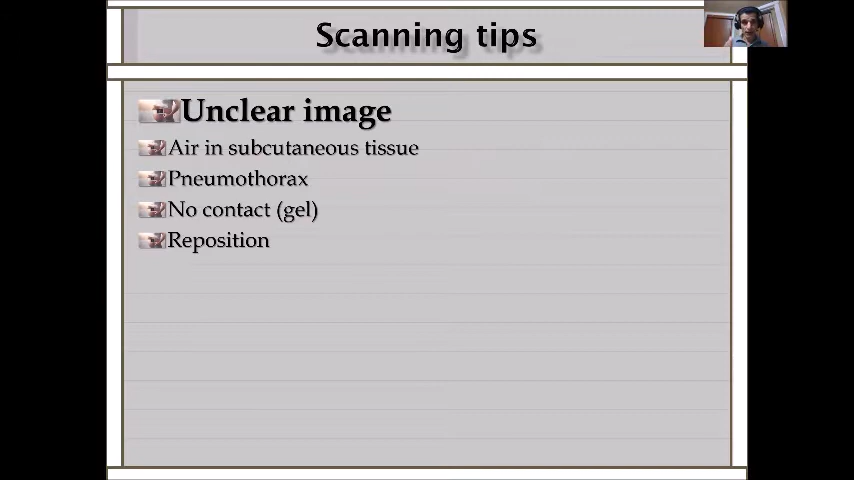 Scanning tips
Unclear image
Air in subcutaneous tissue
Pneumothorax
No contact (gel)
Reposition